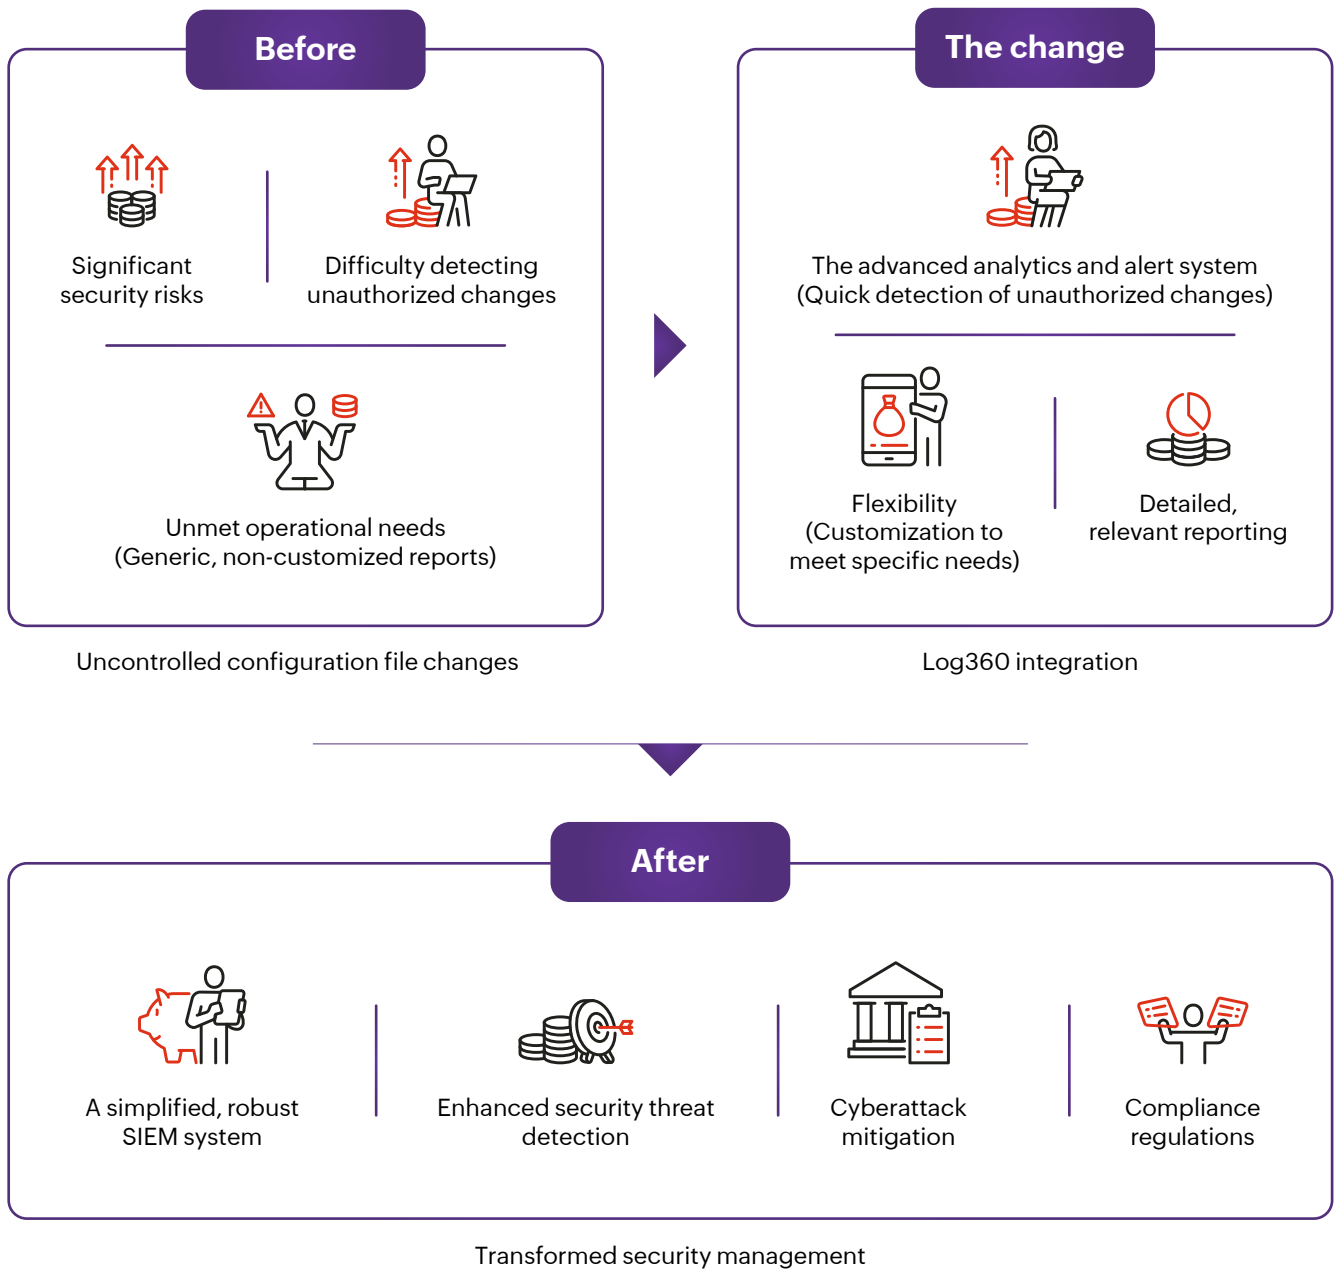 Before
Significant
security risks
Difficulty detecting
unauthorized changes
Unmet operational needs
(Generic, non-customized reports)
Uncontrolled configuration file changes
The change
The advanced analytics and alert system
(Quick detection of unauthorized changes)
Flexibility
(Customization to
meet specific needs)
Detailed,
relevant reporting
Log360 integration
After
A simplified, robust
SIEM system
Enhanced security threat
detection
Cyberattack
mitigation
Compliance
regulations
Transformed security management